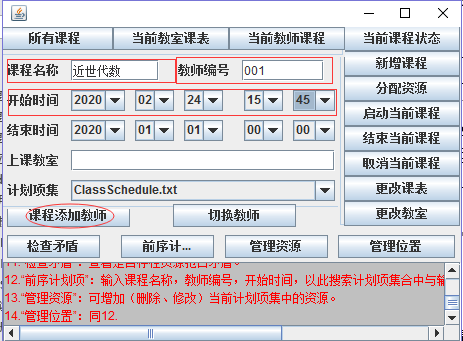 所有课程 当前教室课表 当前教师课程 当前课程状态
课程名称 近世代数 教师编号 001 新增课程
分配资源
开始时间 2020 02 24 15 45 启动当前课程
结束时间 2020 01 01 00 00 结束当前课程
上课教室 取消当前课程
计划项集 ClassSchedule.txt 更改课表
课程添加教师 切换教师 更改教室
检查矛盾 前序计... 管理资源 管理位置
12.“前序计划项”：输入课程名称，教师编号，开始时间，以此搜索计划项集合中与输
13.“管理资源”：可增加（删除、修改）当前计划项集中的资源。
14.“管理位置”：同12.